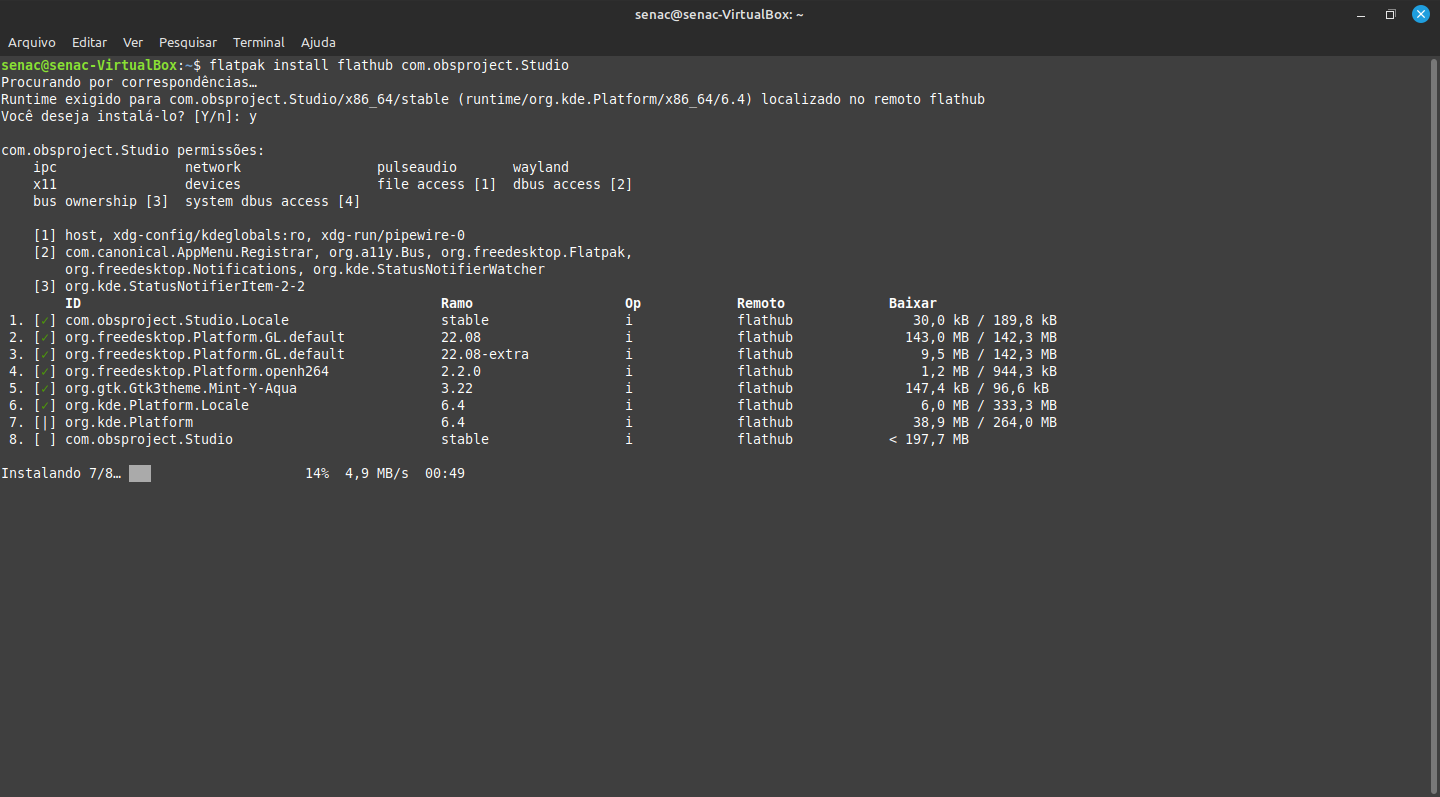 senac@senac-VirtualBox: ~
Arquivo Editar Ver Pesquisar Terminal Ajuda
senac@senac-VirtualBox:~$ flatpak install flathub com.obsproject.Studio
Procurando por correspondências…
Runtime exigido para com.obsproject.Studio/x86_64/stable (runtime/org.kde.Platform/x86_64/6.4) localizado no remoto flathub
Você deseja instalá-lo? [Y/n]: y
com.obsproject.Studio permissões:
ipc network pulseaudio wayland
x11 devices file access [1] dbus access [2]
bus ownership [3] system dbus access [4]
[1] host, xdg-config/kdeglobals:ro, xdg-run/pipewire-0
[2] com.canonical.AppMenu.Registrar, org.a11y.Bus, org.freedesktop.Flatpak,
org.freedesktop.Notifications, org.kde.StatusNotifierWatcher
[3] org.kde.StatusNotifierItem-2-2
ID Ramo Op Remoto Baixar
1. [✓] com.obsproject.Studio.Locale stable i flathub 30,0 kB / 189,8 kB
2. [✓] org.freedesktop.Platform.GL.default 22.08 i flathub 143,0 MB / 142,3 MB
3. [✓] org.freedesktop.Platform.GL.default 22.08-extra i flathub 9,5 MB / 142,3 MB
4. [✓] org.freedesktop.Platform.openh264 2.2.0 i flathub 1,2 MB / 944,3 kB
5. [✓] org.gtk.Gtk3theme.Mint-Y-Aqua 3.22 i flathub 147,4 kB / 96,6 kB
6. [✓] org.kde.Platform.Locale 6.4 i flathub 6,0 MB / 333,3 MB
7. [|] org.kde.Platform 6.4 i flathub 38,9 MB / 264,0 MB
8. [ ] com.obsproject.Studio stable i flathub < 197,7 MB
Instalando 7/8… 14% 4,9 MB/s 00:49